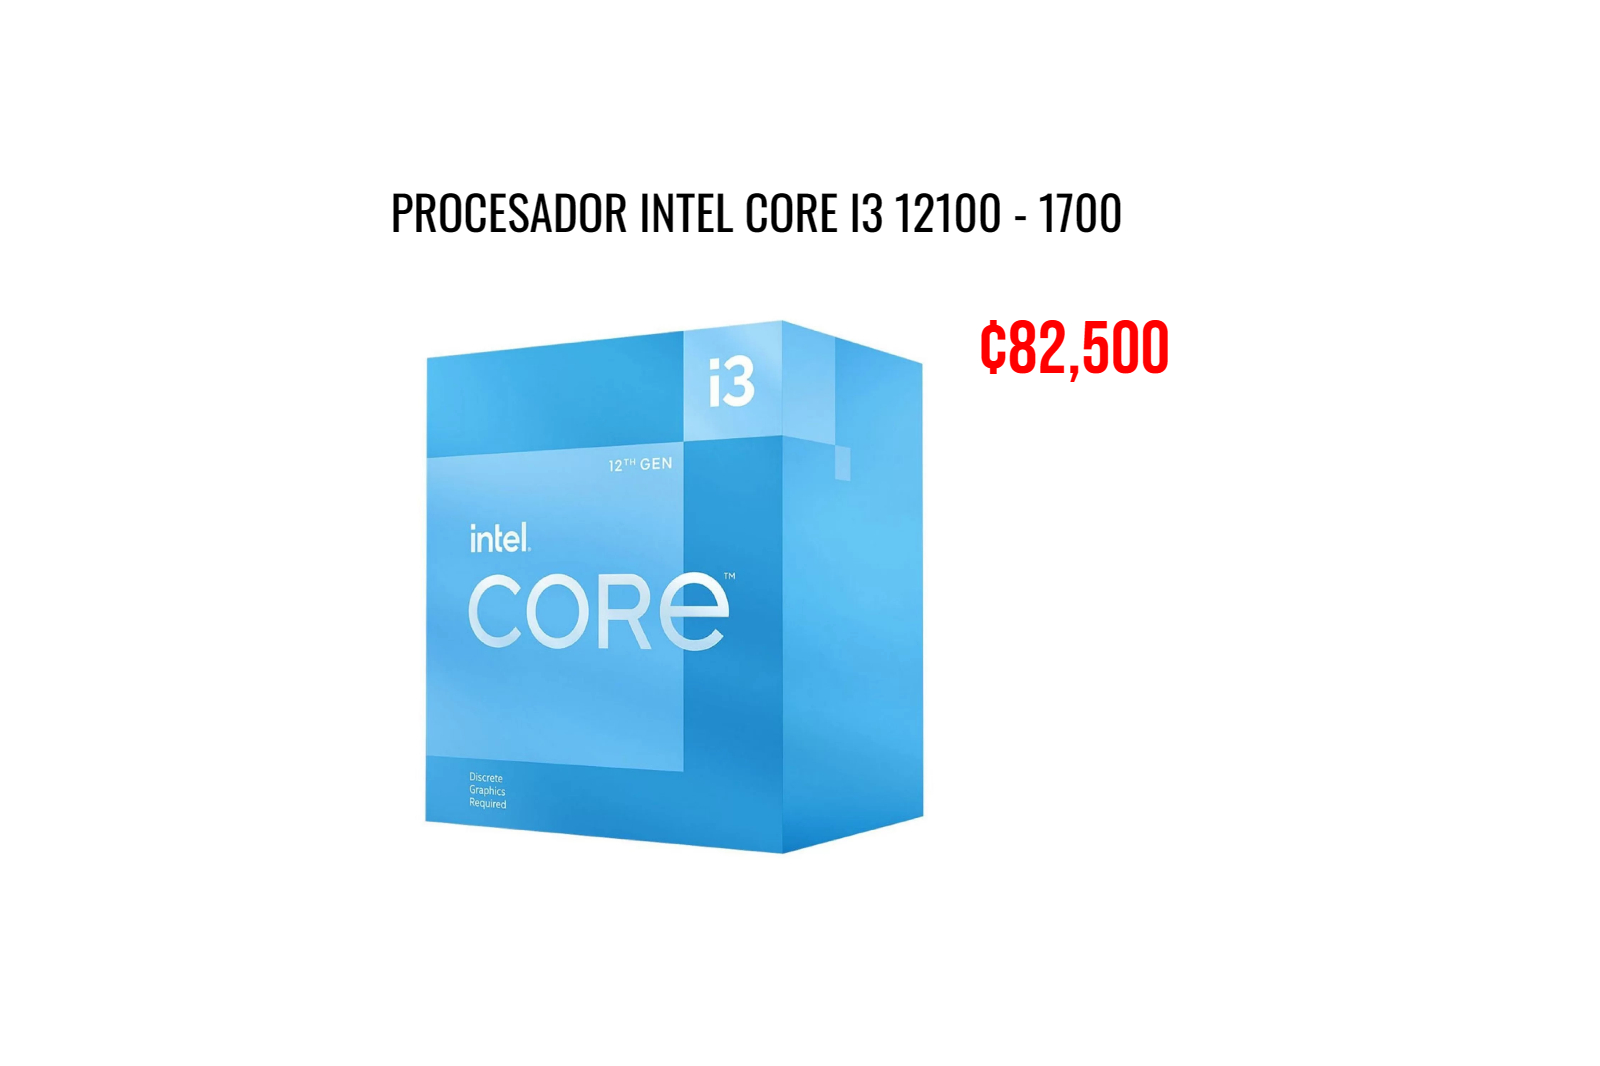 PROCESADOR INTEL CORE I3 12100 - 1700
₵82,500
i3
12TH GEN
intel.
CORE™
Discrete
Graphics
Required